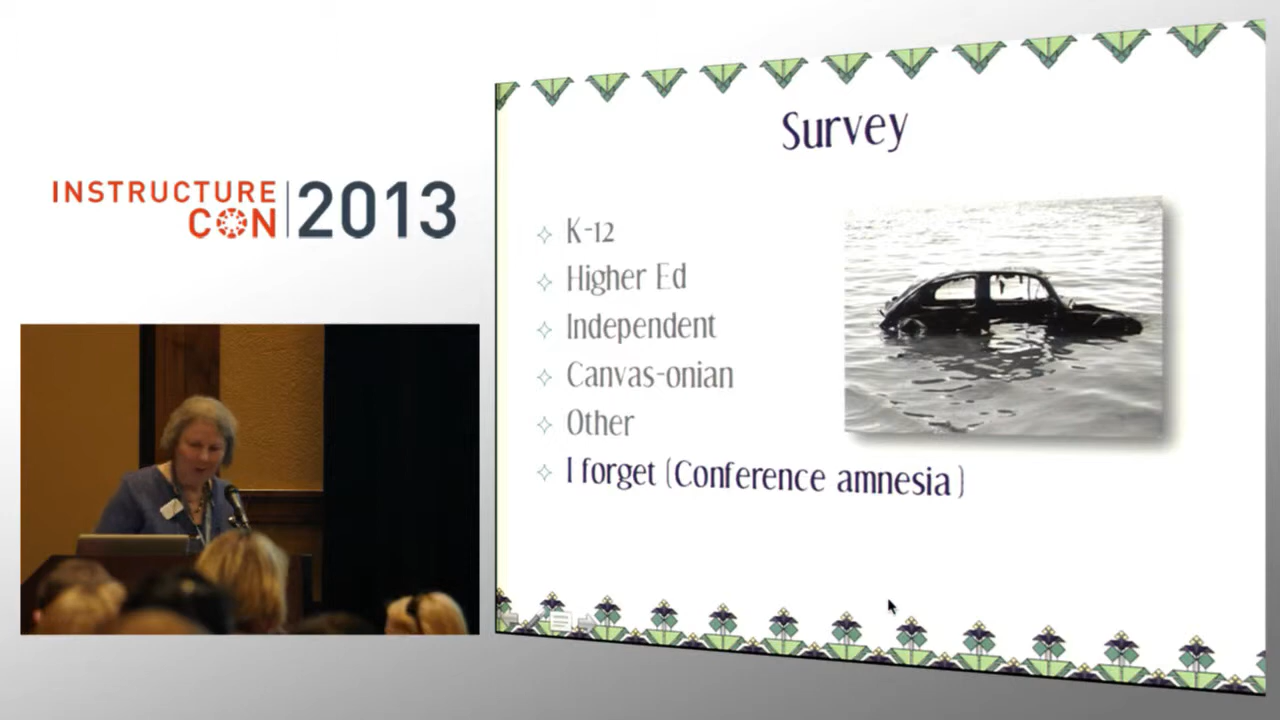 INSTRUCTURE
CON
2013
Survey
K-12
Higher Ed
Independent
Canvas-onian
Other
I forget (Conference amnesia)